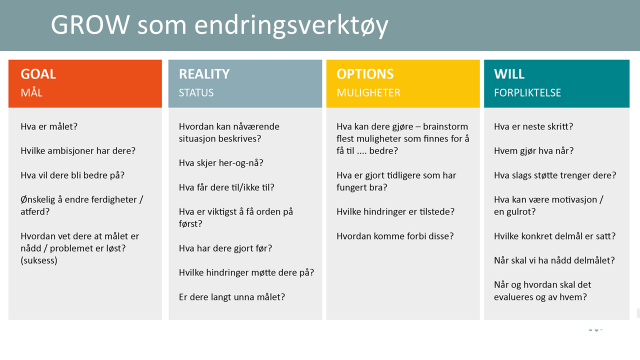 GROW som endringsverktøy
GOAL
MÅL
Hva er målet?
Hvilke ambisjoner har dere?
Hva vil dere bli bedre på?
Ønskelig å endre ferdigheter /
atferd?
Hvordan vet dere at målet er
nådd / problemet er løst?
(suksess)
REALITY
STATUS
Hvordan kan nåværende
situasjon beskrives?
Hva skjer her-og-nå?
Hva får dere til/ikke til?
Hva er viktigst å få orden på
først?
Hva har dere gjort før?
Hvilke hindringer møtte dere på?
Er dere langt unna målet?
OPTIONS
MULIGHETER
Hva kan dere gjøre – brainstorm
flest muligheter som finnes for å
få til .... bedre?
Hva er gjort tidligere som har
fungert bra?
Hvilke hindringer er tilstede?
Hvordan komme forbi disse?
WILL
FORPLIKTELSE
Hva er neste skritt?
Hvem gjør hva når?
Hva slags støtte trenger dere?
Hva kan være motivasjon /
en gulrot?
Hvilke konkret delmål er satt?
Når skal vi ha nådd delmålet?
Når og hvordan skal det
evalueres og av hvem?